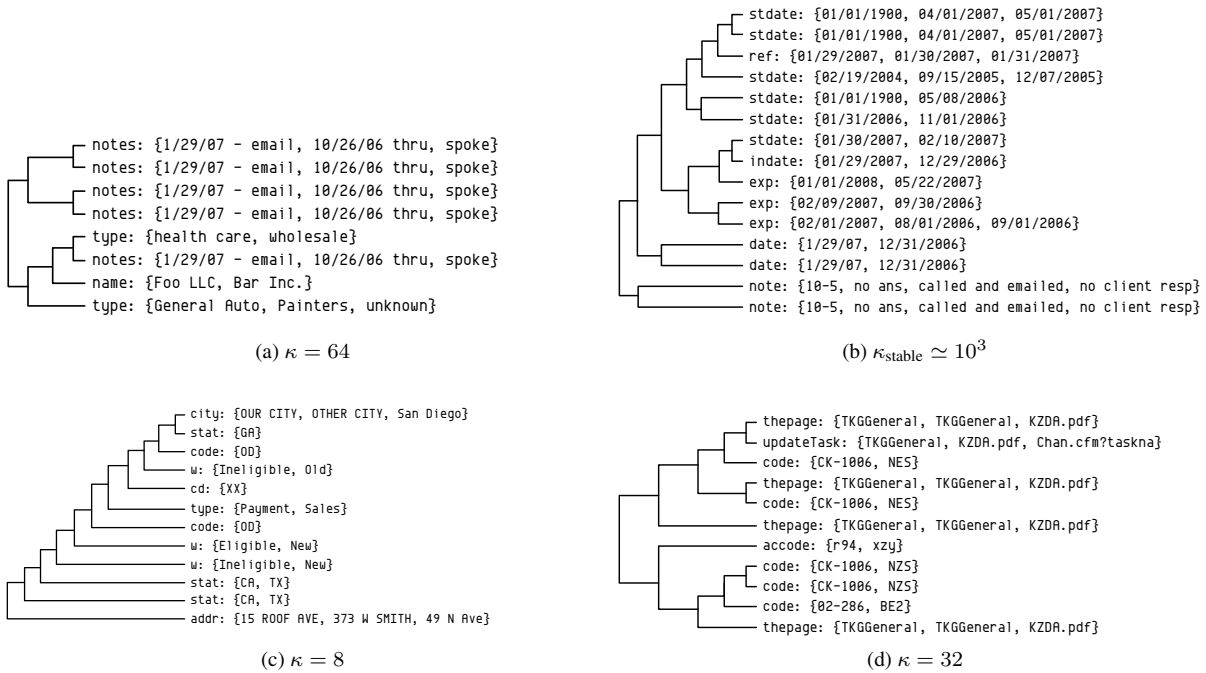 notes: {1/29/07 - email, 10/26/06 thru, spoke}
notes: {1/29/07 - email, 10/26/06 thru, spoke}
notes: {1/29/07 - email, 10/26/06 thru, spoke}
notes: {1/29/07 - email, 10/26/06 thru, spoke}
type: {health care, wholesale}
notes: {1/29/07 - email, 10/26/06 thru, spoke}
name: {Foo LLC, Bar Inc.}
type: {General Auto, Painters, unknown}
(a) κ = 64
stdate: {01/01/1900, 04/01/2007, 05/01/2007}
stdate: {01/01/1900, 04/01/2007, 05/01/2007}
ref: {01/29/2007, 01/30/2007, 01/31/2007}
stdate: {02/19/2004, 09/15/2005, 12/07/2005}
stdate: {01/01/1900, 05/08/2006}
stdate: {01/31/2006, 11/01/2006}
stdate: {01/30/2007, 02/10/2007}
indate: {01/29/2007, 12/29/2006}
exp: {01/01/2008, 05/22/2007}
exp: {02/09/2007, 09/30/2006}
exp: {02/01/2007, 08/01/2006, 09/01/2006}
date: {1/29/07, 12/31/2006}
date: {1/29/07, 12/31/2006}
note: {10-5, no ans, called and emailed, no client resp}
note: {10-5, no ans, called and emailed, no client resp}
(b) κstable ≃ 10³
city: {OUR CITY, OTHER CITY, San Diego}
stat: {GA}
code: {OD}
w: {Ineligible, Old}
cd: {XX}
type: {Payment, Sales}
code: {OD}
w: {Eligible, New}
w: {Ineligible, New}
stat: {CA, TX}
stat: {CA, TX}
addr: {15 ROOF AVE, 373 W SMITH, 49 N Ave}
(c) κ = 8
thepage: {TKGGeneral, TKGGeneral, KZDA.pdf}
updateTask: {TKGGeneral, KZDA.pdf, Chan.cfm?taskna}
code: {CK-1006, NES}
thepage: {TKGGeneral, TKGGeneral, KZDA.pdf}
code: {CK-1006, NES}
thepage: {TKGGeneral, TKGGeneral, KZDA.pdf}
accode: {r94, xzy}
code: {CK-1006, NZS}
code: {CK-1006, NZS}
code: {02-286, BE2}
thepage: {TKGGeneral, TKGGeneral, KZDA.pdf}
(d) κ = 32